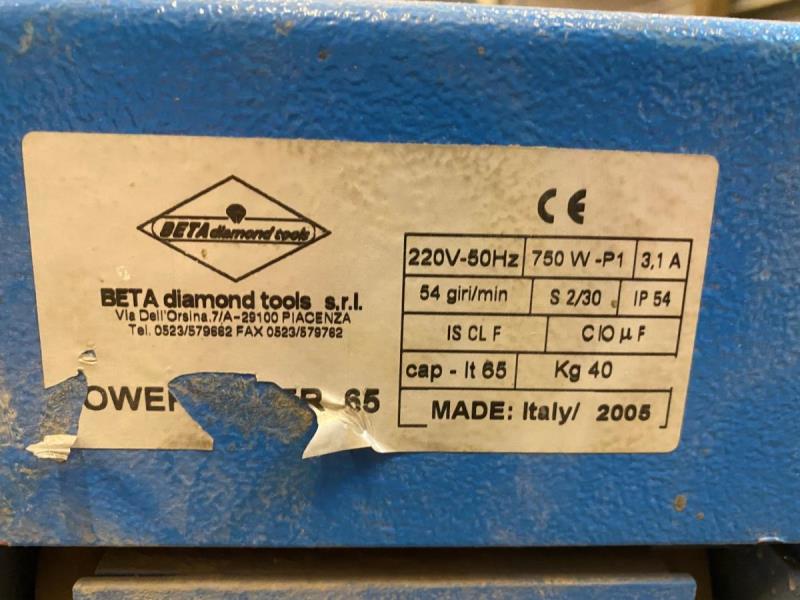 BETA diamond tools
BETA diamond tools s.r.l.
Via Dell'Orsina,7/A-29100 PIACENZA
Tel. 0523/579662 FAX 0523/579762
65
CE
220V-50Hz 750 W -P1 3,1 A
54 giri/min S 2/30 IP 54
IS CL F C10 µ F
cap - lt 65 Kg 40
MADE: Italy/ 2005